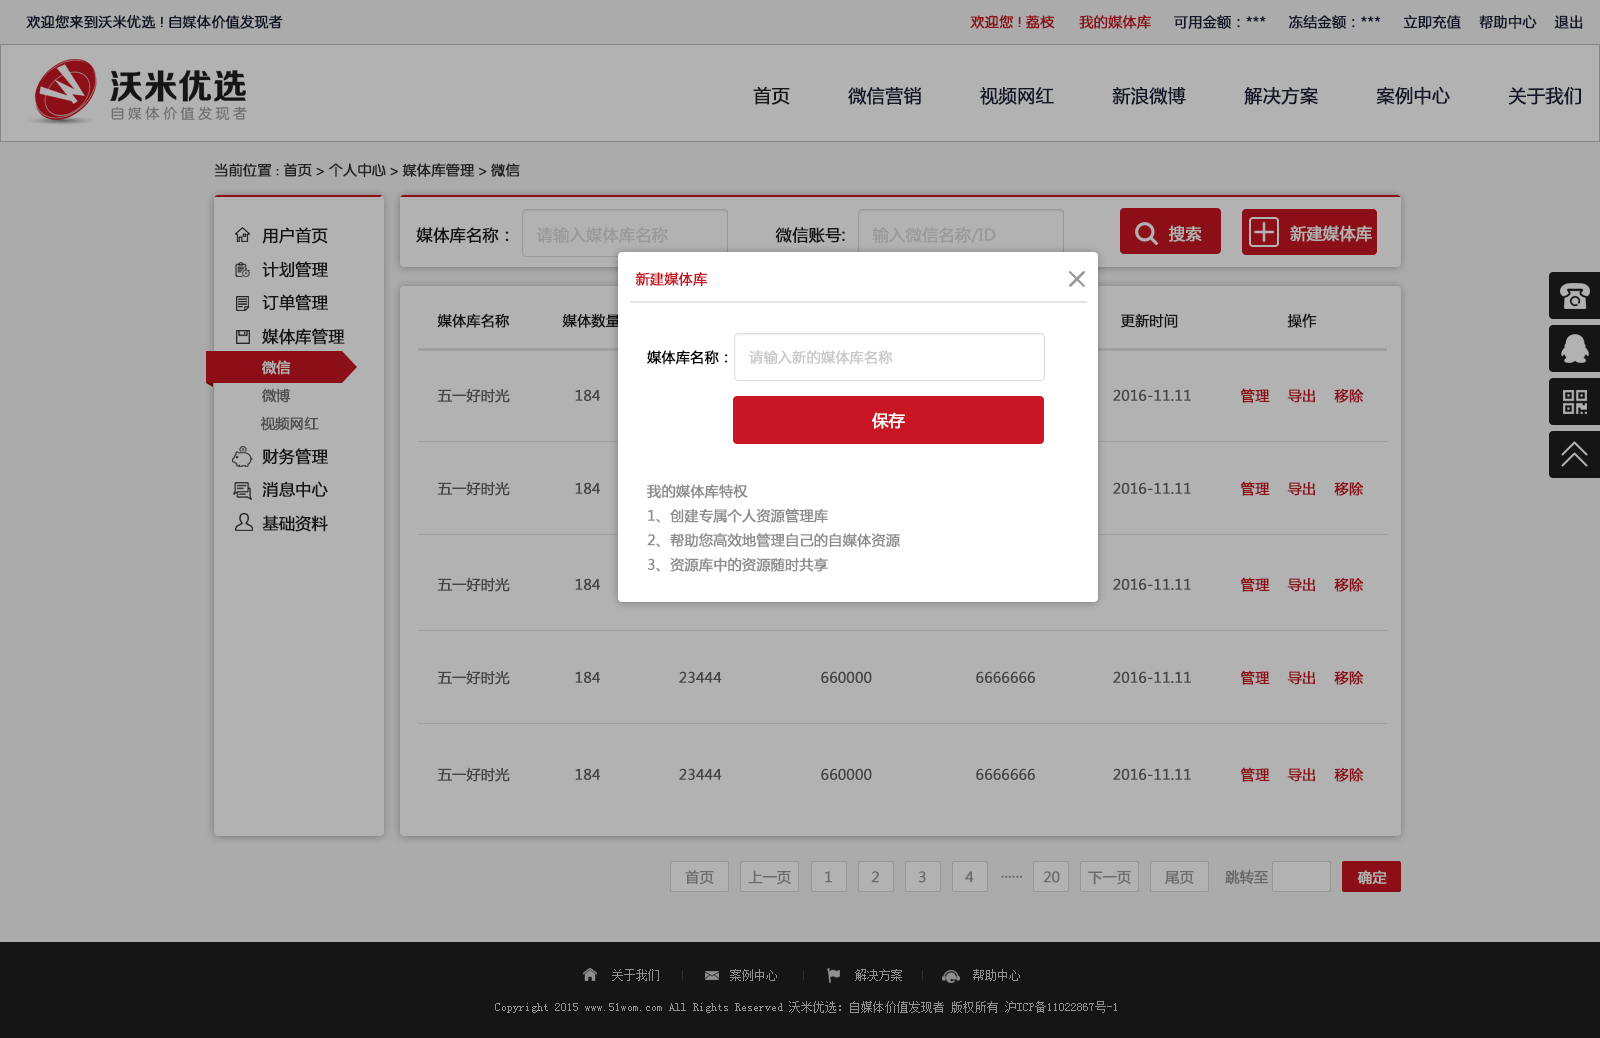 欢迎您来到沃米优选！自媒体价值发现者
欢迎您！荔枝 我的媒体库 可用金额：*** 冻结金额：*** 立即充值 帮助中心 退出
沃米优选
自媒体价值发现者
首页 微信营销 视频网红 新浪微博 解决方案 案例中心 关于我们
当前位置 : 首页 > 个人中心 > 媒体库管理 > 微信
用户首页
计划管理
订单管理
媒体库管理
微信
微博
视频网红
财务管理
消息中心
基础资料
媒体库名称： 请输入媒体库名称 微信账号: 输入微信名称/ID 搜索 新建媒体库
媒体库名称 媒体数量 更新时间 操作
五一好时光 184 2016-11.11 管理 导出 移除
五一好时光 184 2016-11.11 管理 导出 移除
五一好时光 184 2016-11.11 管理 导出 移除
五一好时光 184 23444 660000 6666666 2016-11.11 管理 导出 移除
五一好时光 184 23444 660000 6666666 2016-11.11 管理 导出 移除
新建媒体库
媒体库名称： 请输入新的媒体库名称
保存
我的媒体库特权
1、创建专属个人资源管理库
2、帮助您高效地管理自己的自媒体资源
3、资源库中的资源随时共享
首页 上一页 1 2 3 4 ······ 20 下一页 尾页 跳转至 确定
关于我们 案例中心 解决方案 帮助中心
Copyright 2015 www.51wom.com All Rights Reserved 沃米优选: 自媒体价值发现者 版权所有 沪ICP备11022867号-1